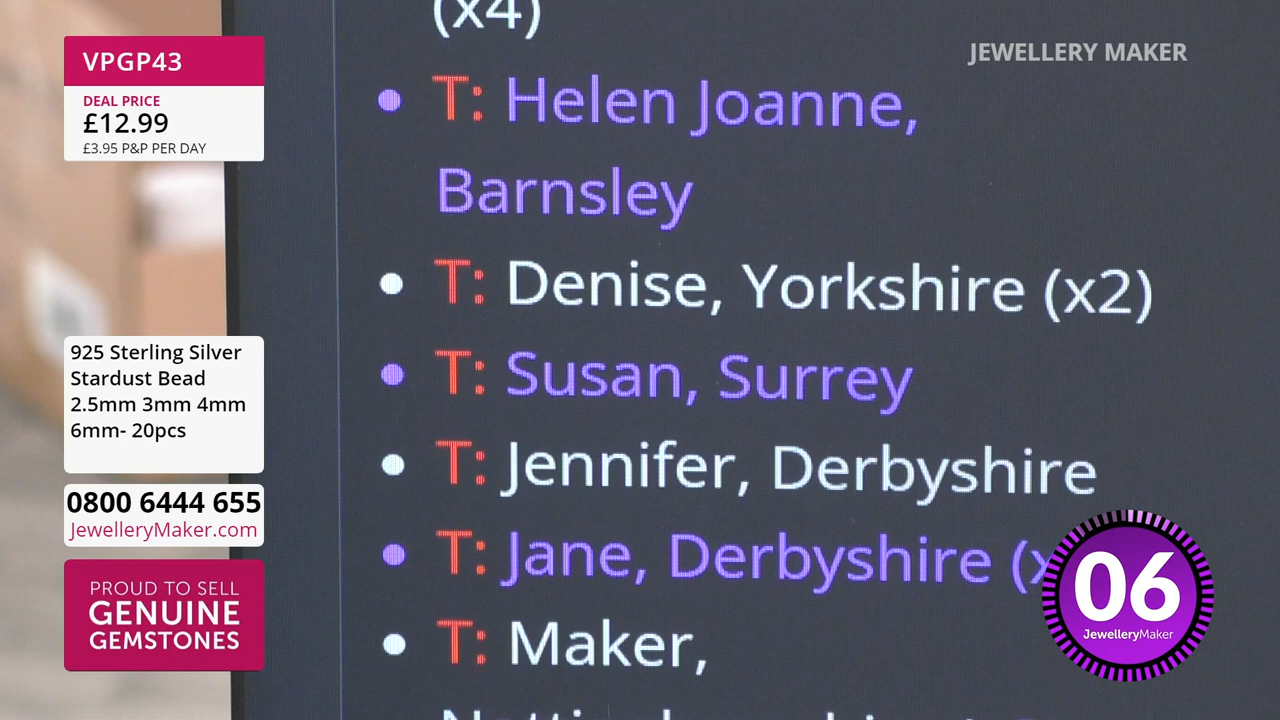 VPGP43
DEAL PRICE
£12.99
£3.95 P&P PER DAY
JEWELLERY MAKER
(x4)
T: Helen Joanne,
Barnsley
T: Denise, Yorkshire (x2)
T: Susan, Surrey
T: Jennifer, Derbyshire
T: Jane, Derbyshire (x
T: Maker,
925 Sterling Silver
Stardust Bead
2.5mm 3mm 4mm
6mm- 20pcs
0800 6444 655
JewelleryMaker.com
PROUD TO SELL
GENUINE
GEMSTONES
06
JewelleryMaker